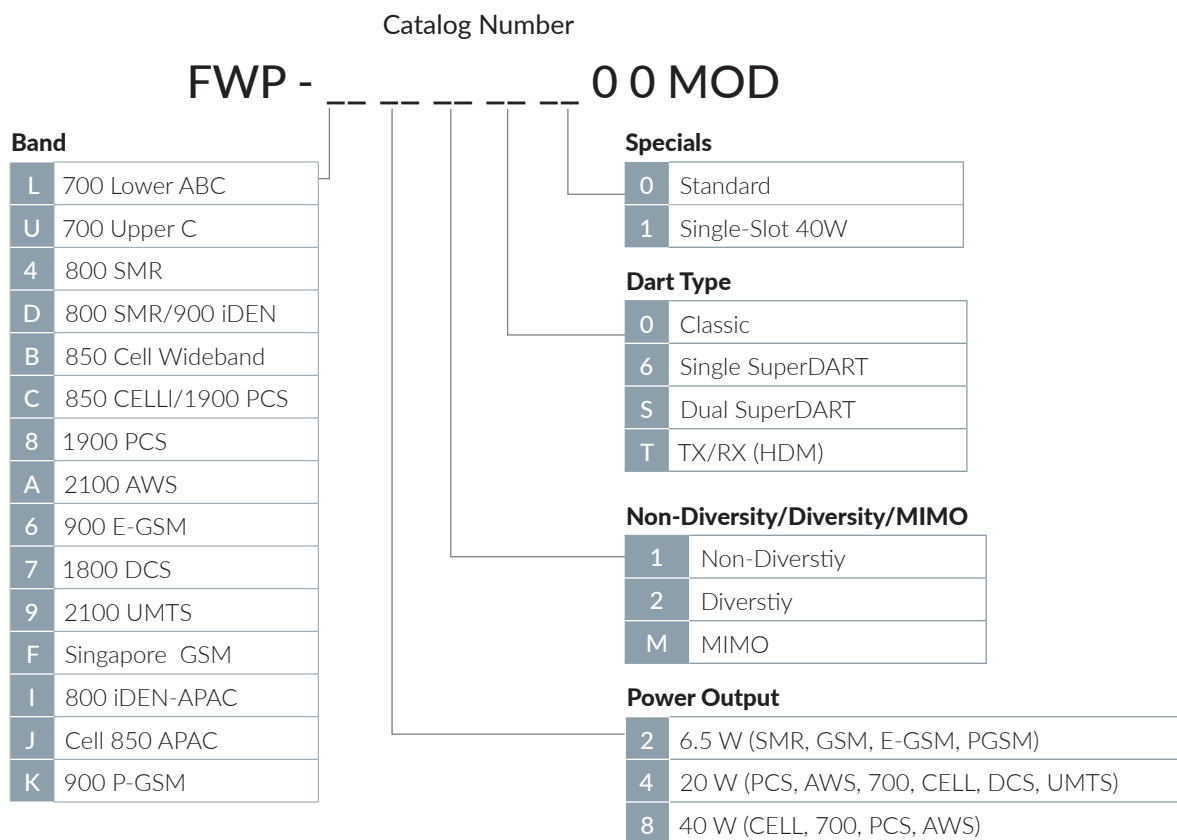 Catalog Number
FWP - __ __ __ __ __ 0 0 MOD
Band
L 700 Lower ABC
U 700 Upper C
4 800 SMR
D 800 SMR/900 iDEN
B 850 Cell Wideband
C 850 CELLI/1900 PCS
8 1900 PCS
A 2100 AWS
6 900 E-GSM
7 1800 DCS
9 2100 UMTS
F Singapore GSM
I 800 iDEN-APAC
J Cell 850 APAC
K 900 P-GSM
Specials
0 Standard
1 Single-Slot 40W
Dart Type
0 Classic
6 Single SuperDART
S Dual SuperDART
T TX/RX (HDM)
Non-Diversity/Diversity/MIMO
1 Non-Diverstiy
2 Diverstiy
M MIMO
Power Output
2 6.5 W (SMR, GSM, E-GSM, PGSM)
4 20 W (PCS, AWS, 700, CELL, DCS, UMTS)
8 40 W (CELL, 700, PCS, AWS)